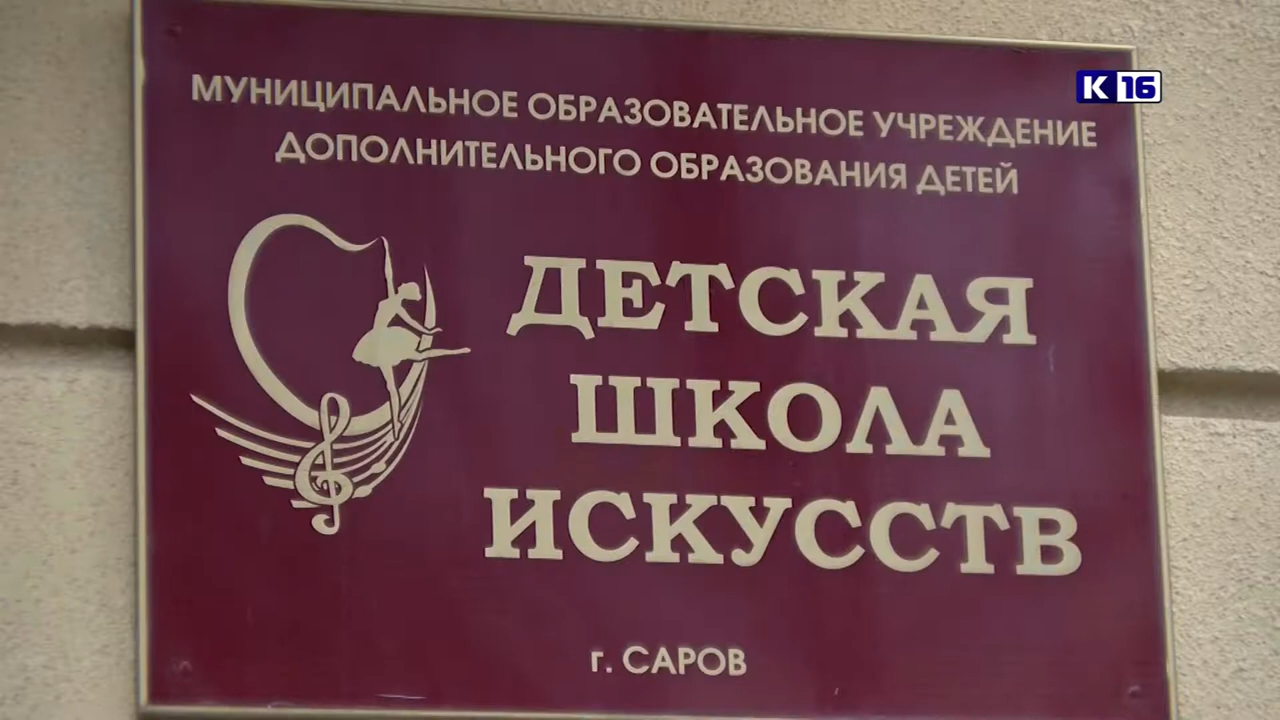 К 16
МУНИЦИПАЛЬНОЕ ОБРАЗОВАТЕЛЬНОЕ УЧРЕЖДЕНИЕ
ДОПОЛНИТЕЛЬНОГО ОБРАЗОВАНИЯ ДЕТЕЙ
ДЕТСКАЯ
ШКОЛА
ИСКУССТВ
г. САРОВ